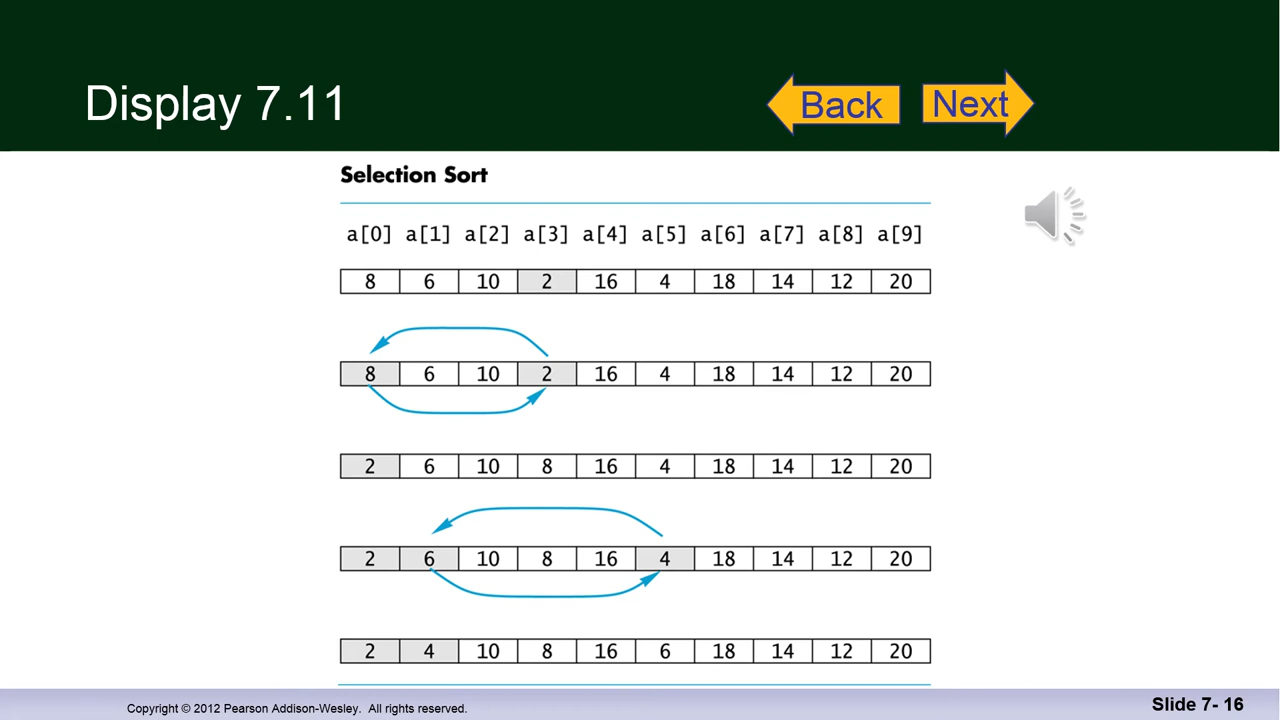 Display 7.11
Back Next
Selection Sort
a[0] a[1] a[2] a[3] a[4] a[5] a[6] a[7] a[8] a[9]
8 6 10 2 16 4 18 14 12 20
8 6 10 2 16 4 18 14 12 20
2 6 10 8 16 4 18 14 12 20
2 6 10 8 16 4 18 14 12 20
2 4 10 8 16 6 18 14 12 20
Copyright © 2012 Pearson Addison-Wesley. All rights reserved.
Slide 7- 16